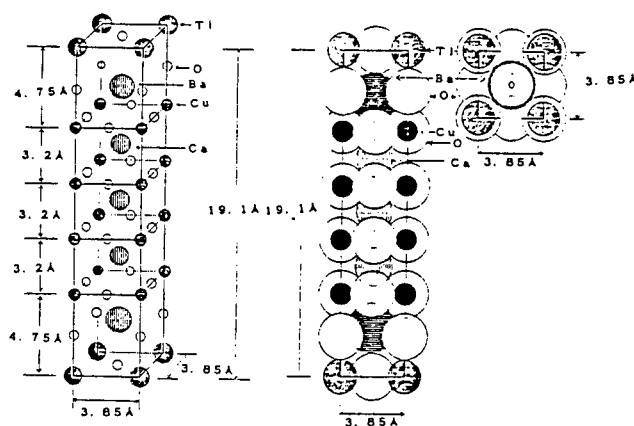 Tl
O
Ba
Cu
Ca
4. 75Å
3. 2Å
3. 2Å
3. 2Å
4. 75Å
19. 1Å
3. 85Å
3. 85Å
19. 1Å
Tl
Ba
O
Cu
O
Ca
3. 85Å
3. 85Å
3. 85Å